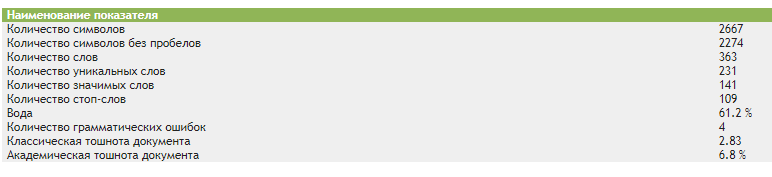 Наименование показателя
Количество символов 2667
Количество символов без пробелов 2274
Количество слов 363
Количество уникальных слов 231
Количество значимых слов 141
Количество стоп-слов 109
Вода 61.2 %
Количество грамматических ошибок 4
Классическая тошнота документа 2.83
Академическая тошнота документа 6.8 %